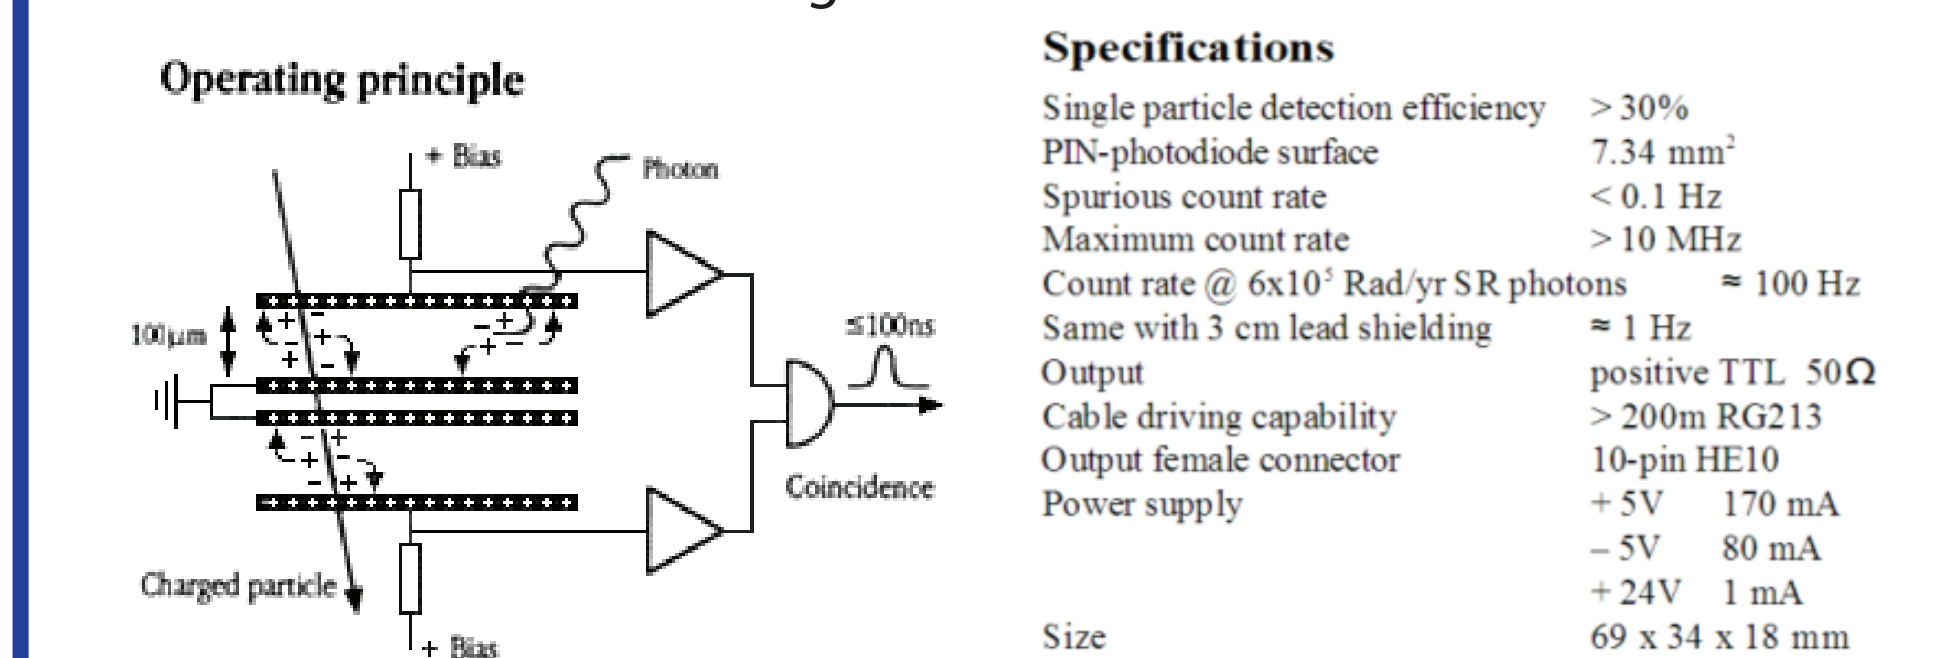 Operating principle
+ Bias
Photon
100µm
≤100ns
Coincidence
Charged particle
+ Bias
Specifications
Single particle detection efficiency > 30%
PIN-photodiode surface 7.34 mm²
Spurious count rate < 0.1 Hz
Maximum count rate > 10 MHz
Count rate @ 6x10⁵ Rad/yr SR photons ≈ 100 Hz
Same with 3 cm lead shielding ≈ 1 Hz
Output positive TTL 50Ω
Cable driving capability > 200m RG213
Output female connector 10-pin HE10
Power supply + 5V 170 mA
– 5V 80 mA
+ 24V 1 mA
Size 69 x 34 x 18 mm